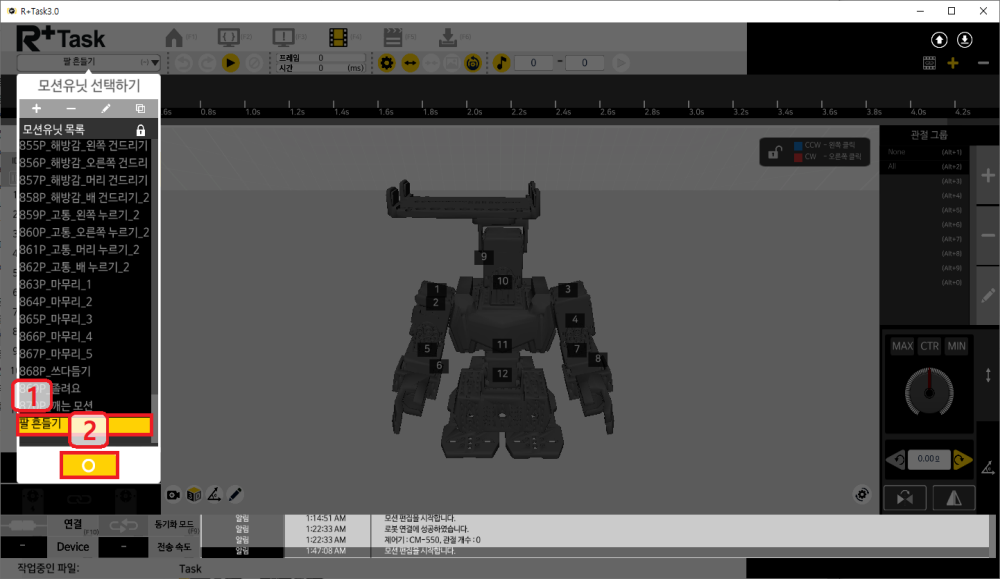 R+Task3.0
R+Task
(F1)
(F2)
(F3)
(F4)
(F5)
(F6)
팔 흔들기
프레임 0
시간 0 (ms)
0 - 0
모션유닛 선택하기
모션유닛 목록
855P_해방감_왼쪽 건드리기
856P_해방감_오른쪽 건드리
857P_해방감_머리 건드리기
858P_해방감_배 건드리기_2
859P_고통_왼쪽 누르기_2
860P_고통_오른쪽 누르기_2
861P_고통_머리 누르기_2
862P_고통_배 누르기_2
863P_마무리_1
864P_마무리_2
865P_마무리_3
866P_마무리_4
867P_마무리_5
868P_쓰다듬기
졸려요
깨는 모션
팔 흔들기
1
2
0.8s 1.0s 1.2s 1.4s 1.6s 1.8s 2.0s 2.2s 2.4s 2.6s 2.8s 3.0s 3.2s 3.4s 3.6s 3.8s 4.0s 4.2s
CCW - 왼쪽 클릭
CW - 오른쪽 클릭
9
10
1
2
3
4
11
5
6
7
8
12
관절 그룹
None (Alt+1)
All (Alt+2)
(Alt+3)
(Alt+4)
(Alt+5)
(Alt+6)
(Alt+7)
(Alt+8)
(Alt+9)
(Alt+0)
MAX CTR MIN
0.00º
연결
(F10)
동기화 모드
(F9)
Device
전송 속도
알림 1:14:51 AM 모션 편집을 시작합니다.
알림 1:22:33 AM 로봇 연결에 성공하였습니다.
알림 1:22:33 AM 제어기 : CM-550, 관절 개수 : 0
알림 1:47:08 AM 모션 편집을 시작합니다.
작업중인 파일: Task